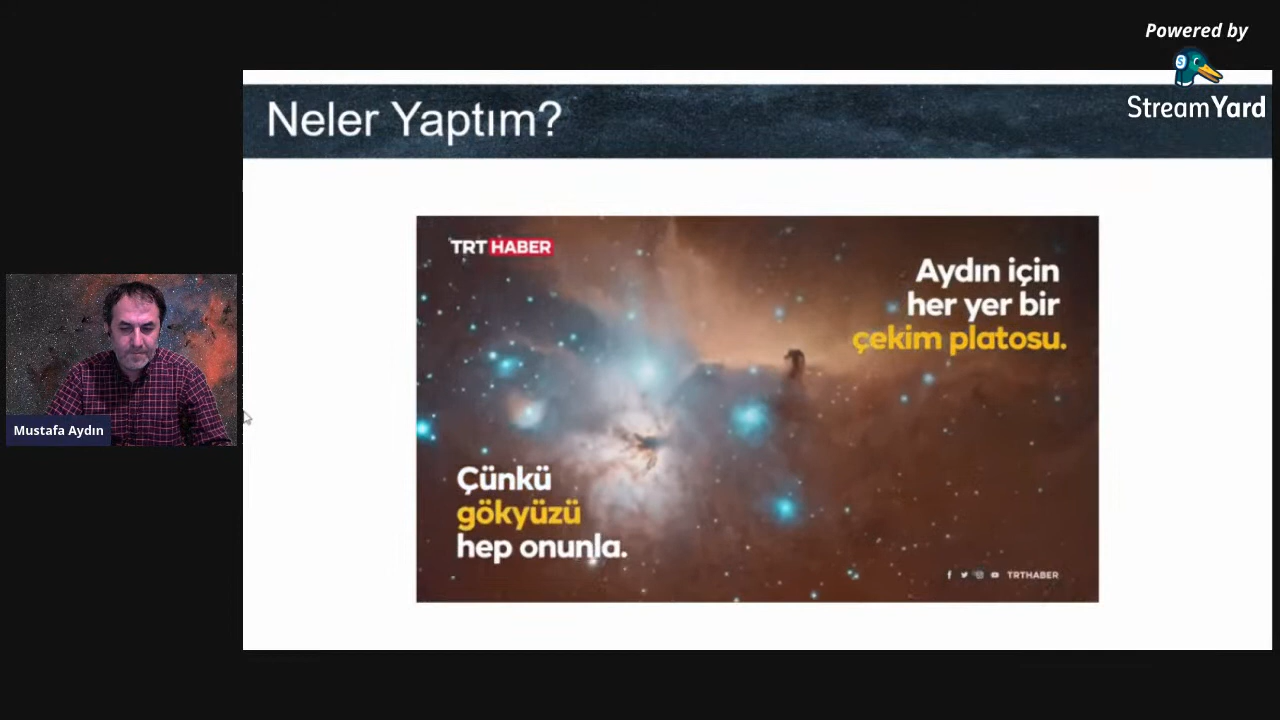 Powered by
StreamYard
Neler Yaptım?
TRT HABER
Aydın için
her yer bir
çekim platosu.
Çünkü
gökyüzü
hep onunla.
TRTHABER
Mustafa Aydın